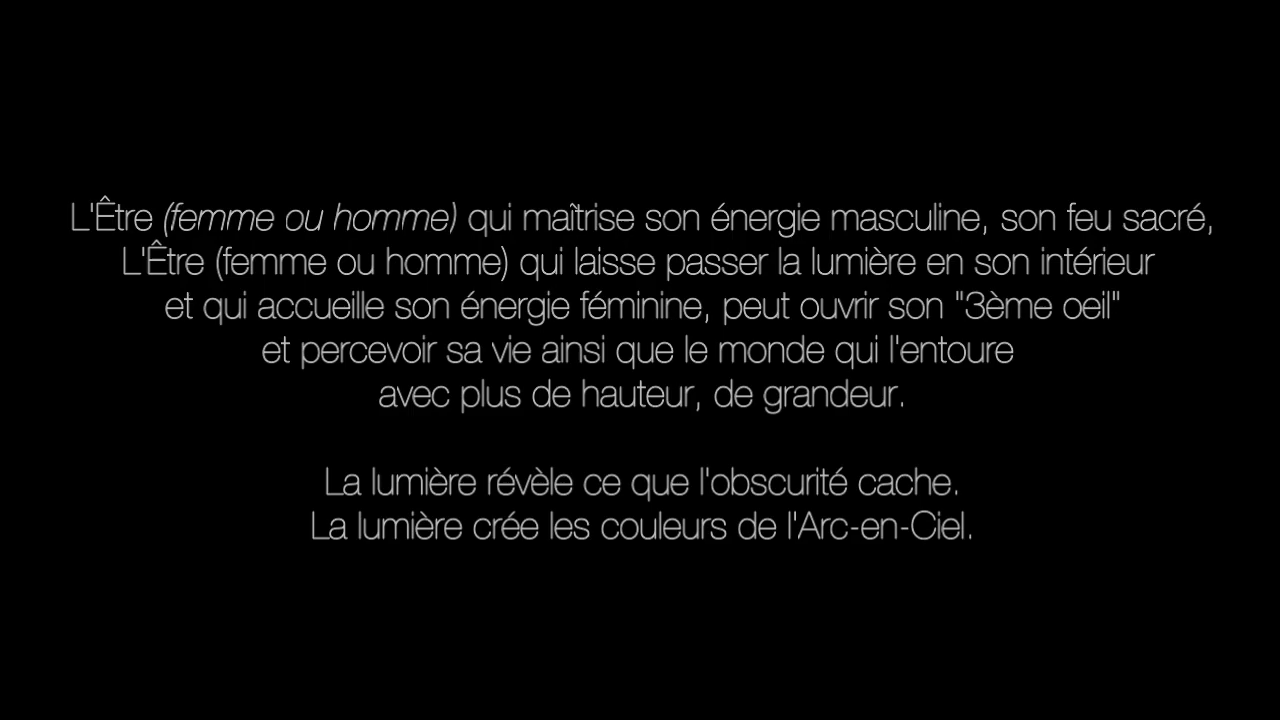 L'Être (femme ou homme) qui maîtrise son énergie masculine, son feu sacré,
L'Être (femme ou homme) qui laisse passer la lumière en son intérieur
et qui accueille son énergie féminine, peut ouvrir son "3ème oeil"
et percevoir sa vie ainsi que le monde qui l'entoure
avec plus de hauteur, de grandeur.
La lumière révèle ce que l'obscurité cache.
La lumière crée les couleurs de l'Arc-en-Ciel.